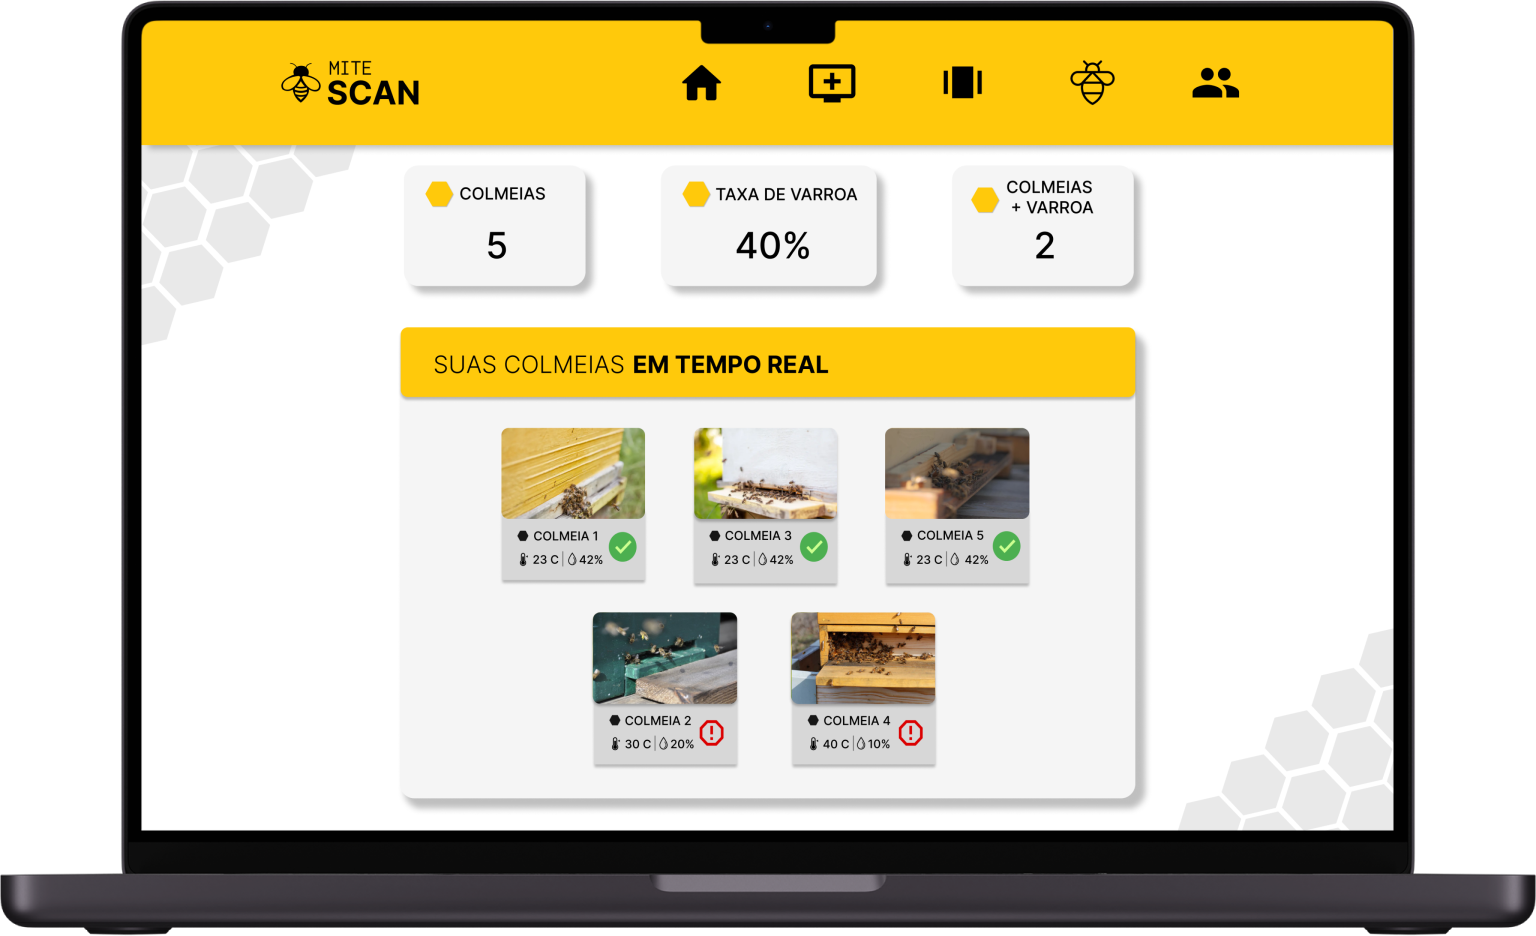 MITE
SCAN
COLMEIAS
5
TAXA DE VARROA
40%
COLMEIAS
+ VARROA
2
SUAS COLMEIAS EM TEMPO REAL
COLMEIA 1
23 C | 42%
COLMEIA 3
23 C | 42%
COLMEIA 5
23 C | 42%
COLMEIA 2
30 C | 20%
COLMEIA 4
40 C | 10%